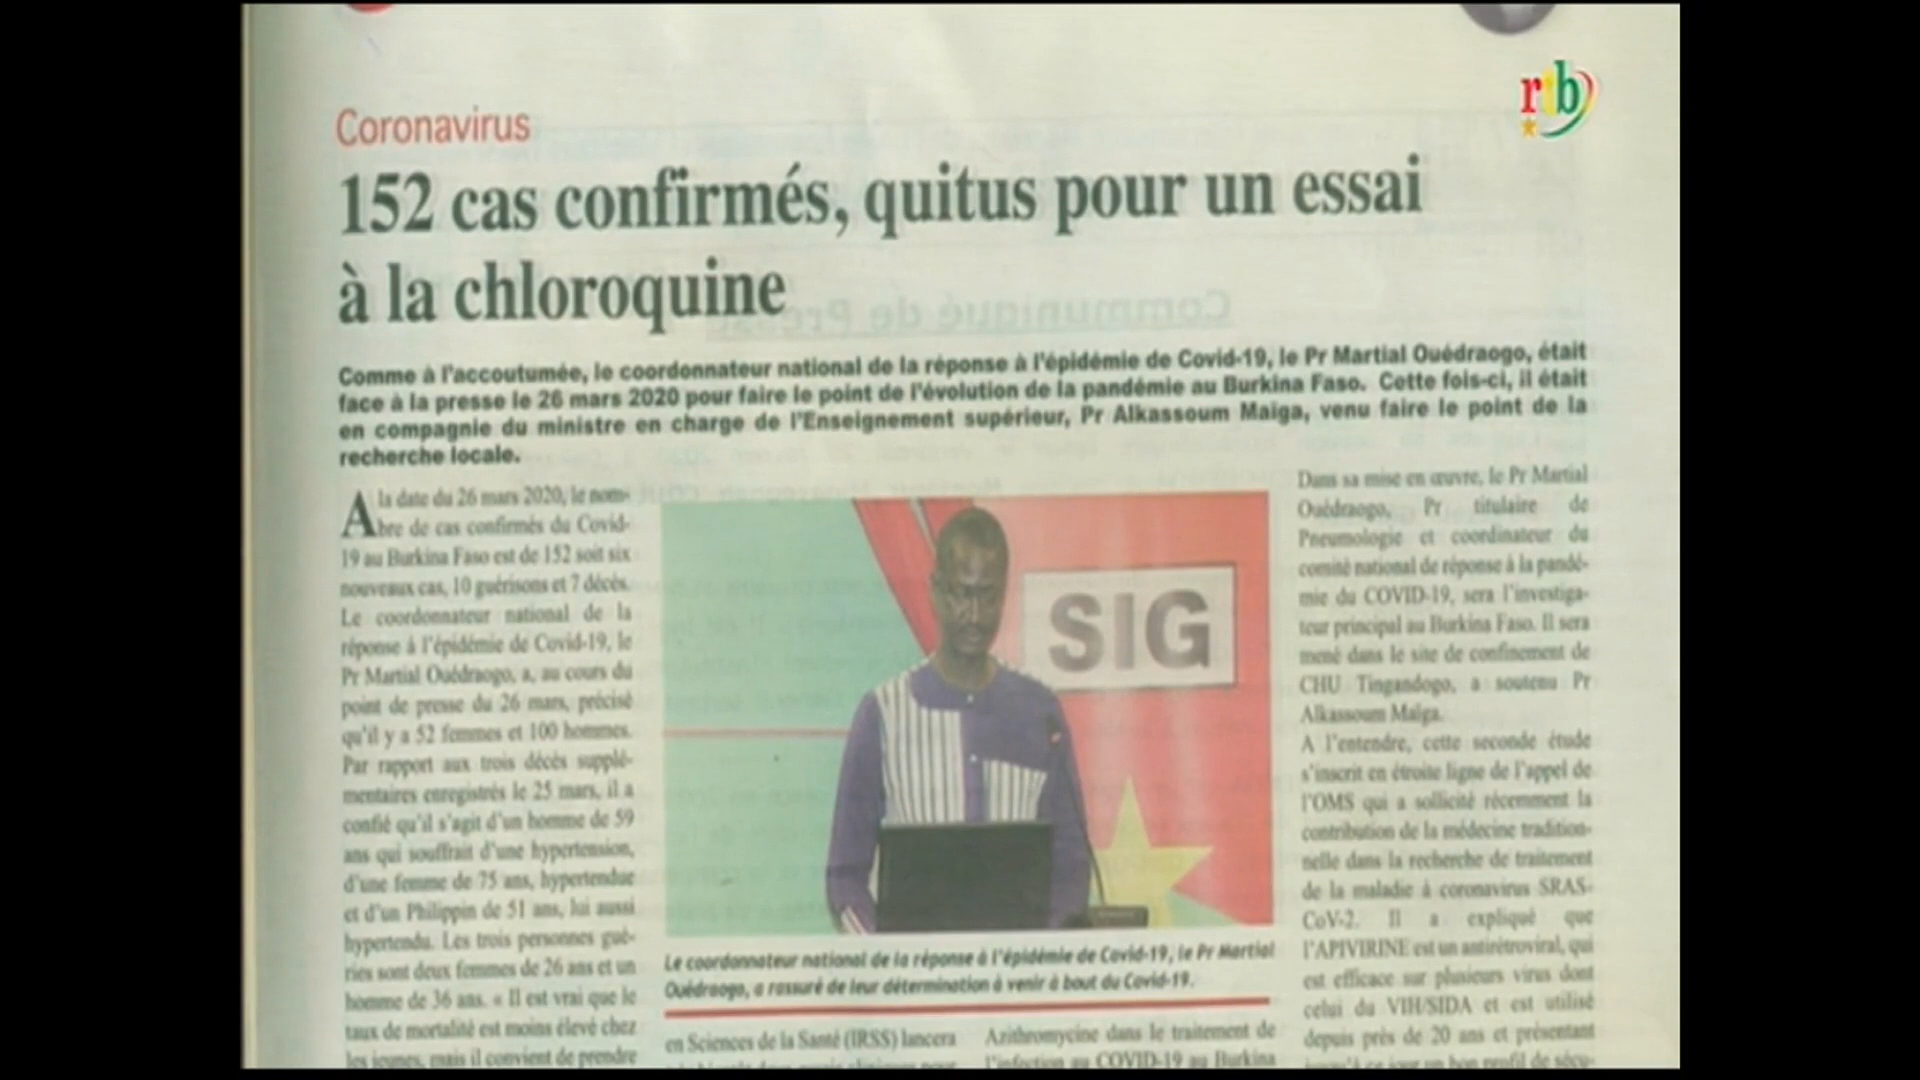 rtb
Coronavirus
152 cas confirmés, quitus pour un essai
à la chloroquine
Communiqué de Presse
Comme à l'accoutumée, le coordonnateur national de la réponse à l'épidémie de Covid-19, le Pr Martial Ouédraogo, était
face à la presse le 26 mars 2020 pour faire le point de l'évolution de la pandémie au Burkina Faso. Cette fois-ci, il était
en compagnie du ministre en charge de l'Enseignement supérieur, Pr Alkassoum Maïga, venu faire le point de la
recherche locale.
A la date du 26 mars 2020, le nom-
bre de cas confirmés du Covid-
19 au Burkina Faso est de 152 soit six
nouveaux cas, 10 guérisons et 7 décès.
Le coordonnateur national de la
réponse à l'épidémie de Covid-19, le
Pr Martial Ouédraogo, a, au cours du
point de presse du 26 mars, précisé
qu'il y a 52 femmes et 100 hommes.
Par rapport aux trois décès supplé-
mentaires enregistrés le 25 mars, il a
confié qu'il s'agit d'un homme de 59
ans qui souffrait d'une hypertension,
d'une femme de 75 ans, hypertendue
et d'un Philippin de 51 ans, lui aussi
hypertendu. Les trois personnes gué-
ries sont deux femmes de 26 ans et un
homme de 36 ans. « Il est vrai que le
taux de mortalité est moins élevé chez
les jeunes, mais il convient de prendre
SIG
Le coordonnateur national de la réponse à l'épidémie de Covid-19, le Pr Martial
Ouédraogo, a rassuré de leur détermination à venir à bout du Covid-19.
en Sciences de la Santé (IRSS) lancera
Azithromycine dans le traitement de
l'infection au COVID-19 au Burkina
Dans sa mise en œuvre, le Pr Martial
Ouédraogo, Pr titulaire de
Pneumologie et coordinateur du
comité national de réponse à la pandé-
mie du COVID-19, sera l'investiga-
teur principal au Burkina Faso. Il sera
mené dans le site de confinement de
CHU Tingandogo, a soutenu Pr
Alkassoum Maïga.
A l'entendre, cette seconde étude
s'inscrit en étroite ligne de l'appel de
l'OMS qui a sollicité récemment la
contribution de la médecine tradition-
nelle dans la recherche de traitement
de la maladie à coronavirus SRAS-
CoV-2. Il a expliqué que
l'APIVIRINE est un antirétroviral, qui
est efficace sur plusieurs virus dont
celui du VIH/SIDA et est utilisé
depuis près de 20 ans et présentant